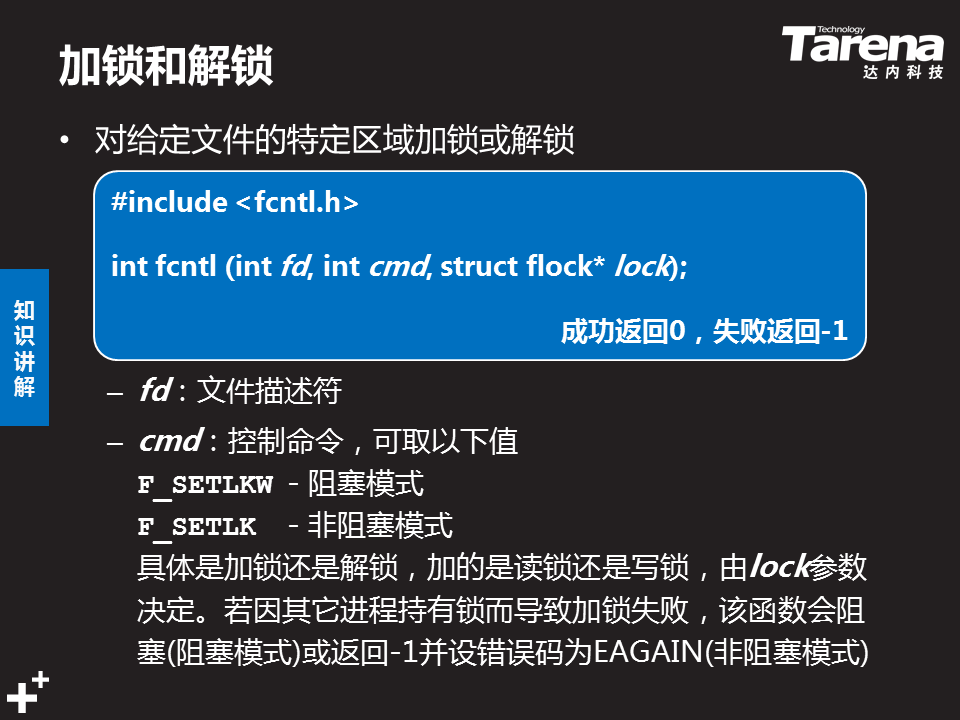 加锁和解锁
Technology
Tarena
达内科技
• 对给定文件的特定区域加锁或解锁
#include <fcntl.h>
int fcntl (int fd, int cmd, struct flock* lock);
成功返回0，失败返回-1
知
识
讲
解
– fd：文件描述符
– cmd：控制命令，可取以下值
F_SETLKW - 阻塞模式
F_SETLK - 非阻塞模式
具体是加锁还是解锁，加的是读锁还是写锁，由lock参数
决定。若因其它进程持有锁而导致加锁失败，该函数会阻
塞(阻塞模式)或返回-1并设错误码为EAGAIN(非阻塞模式)